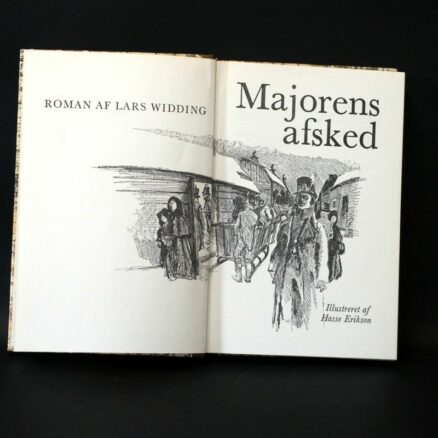 ROMAN AF LARS WIDDING
Majorens
afsked
Illustreret af
Hasse Erikson